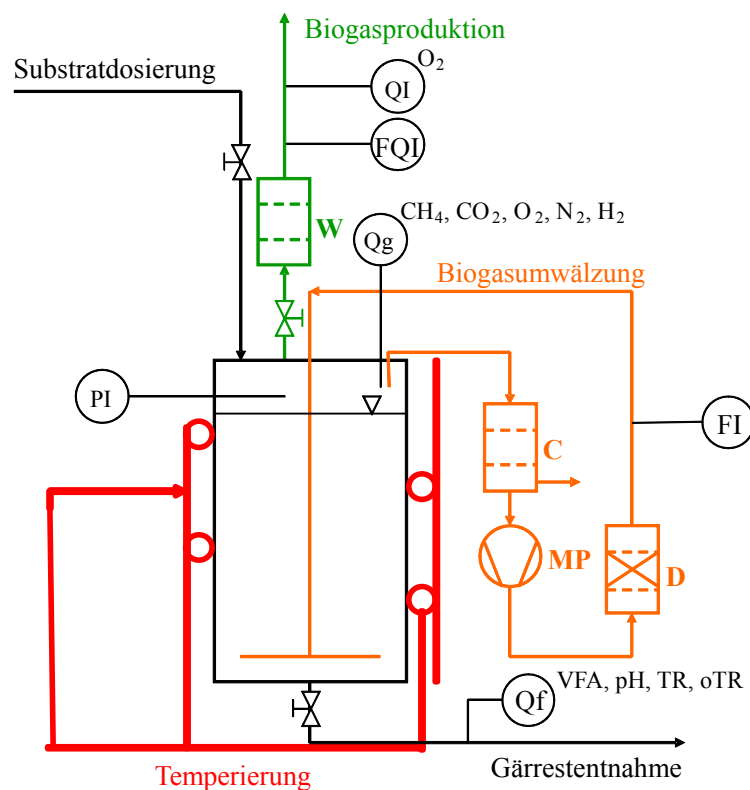 Biogasproduktion
O2
Substratdosierung
QI
FQI
W
CH4, CO2, O2, N2, H2
Qg
Biogasumwälzung
PI
FI
C
MP
D
VFA, pH, TR, oTR
Qf
Temperierung
Gärrestentnahme